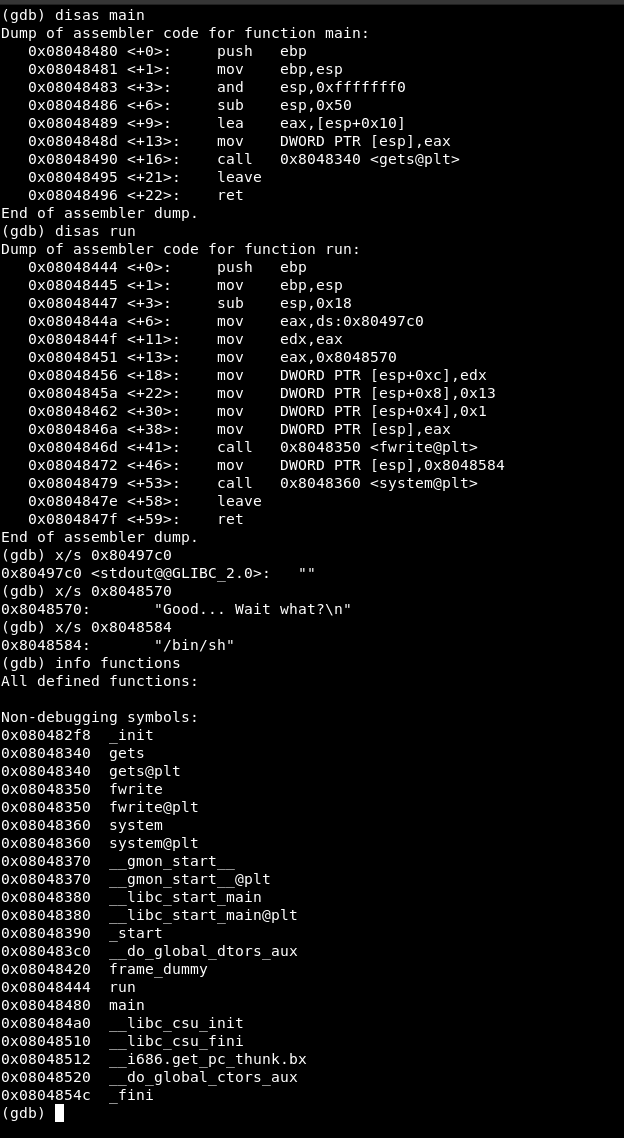 (gdb) disas main
Dump of assembler code for function main:
   0x08048480 <+0>:     push   ebp
   0x08048481 <+1>:     mov    ebp,esp
   0x08048483 <+3>:     and    esp,0xfffffff0
   0x08048486 <+6>:     sub    esp,0x50
   0x08048489 <+9>:     lea    eax,[esp+0x10]
   0x0804848d <+13>:    mov    DWORD PTR [esp],eax
   0x08048490 <+16>:    call   0x8048340 <gets@plt>
   0x08048495 <+21>:    leave
   0x08048496 <+22>:    ret
End of assembler dump.
(gdb) disas run
Dump of assembler code for function run:
   0x08048444 <+0>:     push   ebp
   0x08048445 <+1>:     mov    ebp,esp
   0x08048447 <+3>:     sub    esp,0x18
   0x0804844a <+6>:     mov    eax,ds:0x80497c0
   0x0804844f <+11>:    mov    edx,eax
   0x08048451 <+13>:    mov    eax,0x8048570
   0x08048456 <+18>:    mov    DWORD PTR [esp+0xc],edx
   0x0804845a <+22>:    mov    DWORD PTR [esp+0x8],0x13
   0x08048462 <+30>:    mov    DWORD PTR [esp+0x4],0x1
   0x0804846a <+38>:    mov    DWORD PTR [esp],eax
   0x0804846d <+41>:    call   0x8048350 <fwrite@plt>
   0x08048472 <+46>:    mov    DWORD PTR [esp],0x8048584
   0x08048479 <+53>:    call   0x8048360 <system@plt>
   0x0804847e <+58>:    leave
   0x0804847f <+59>:    ret
End of assembler dump.
(gdb) x/s 0x80497c0
0x80497c0 <stdout@@GLIBC_2.0>:   ""
(gdb) x/s 0x8048570
0x8048570:       "Good... Wait what?\n"
(gdb) x/s 0x8048584
0x8048584:       "/bin/sh"
(gdb) info functions
All defined functions:

Non-debugging symbols:
0x080482f8  _init
0x08048340  gets
0x08048340  gets@plt
0x08048350  fwrite
0x08048350  fwrite@plt
0x08048360  system
0x08048360  system@plt
0x08048370  __gmon_start__
0x08048370  __gmon_start__@plt
0x08048380  __libc_start_main
0x08048380  __libc_start_main@plt
0x08048390  _start
0x080483c0  __do_global_dtors_aux
0x08048420  frame_dummy
0x08048444  run
0x08048480  main
0x080484a0  __libc_csu_init
0x08048510  __libc_csu_fini
0x08048512  __i686.get_pc_thunk.bx
0x08048520  __do_global_ctors_aux
0x0804854c  _fini
(gdb)